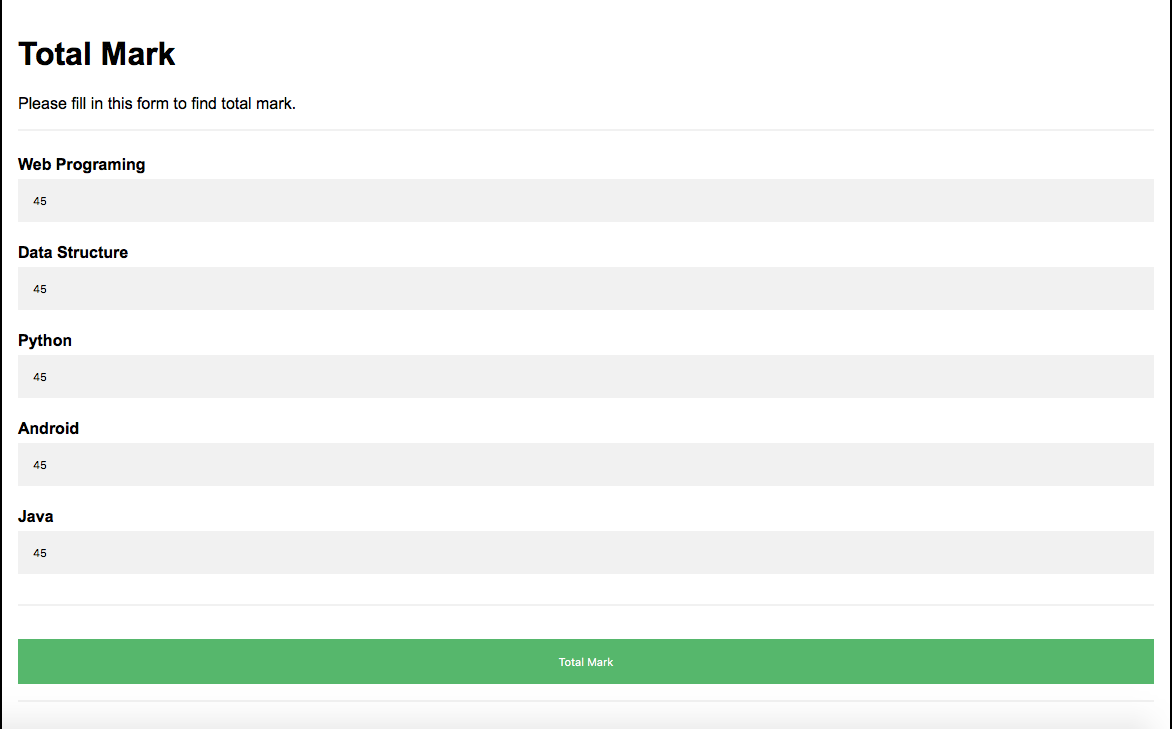 Total Mark
Please fill in this form to find total mark.
Web Programing
45
Data Structure
45
Python
45
Android
45
Java
45
Total Mark